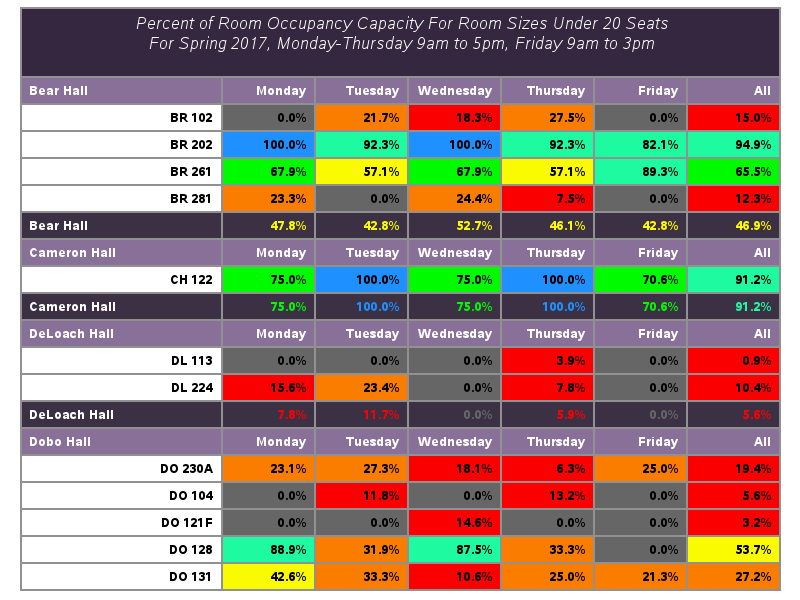 Percent of Room Occupancy Capacity For Room Sizes Under 20 Seats
For Spring 2017, Monday-Thursday 9am to 5pm, Friday 9am to 3pm
Bear Hall Monday Tuesday Wednesday Thursday Friday All
BR 102 0.0% 21.7% 18.3% 27.5% 0.0% 15.0%
BR 202 100.0% 92.3% 100.0% 92.3% 82.1% 94.9%
BR 261 67.9% 57.1% 67.9% 57.1% 89.3% 65.5%
BR 281 23.3% 0.0% 24.4% 7.5% 0.0% 12.3%
Bear Hall 47.8% 42.8% 52.7% 46.1% 42.8% 46.9%
Cameron Hall Monday Tuesday Wednesday Thursday Friday All
CH 122 75.0% 100.0% 75.0% 100.0% 70.6% 91.2%
Cameron Hall 75.0% 100.0% 75.0% 100.0% 70.6% 91.2%
DeLoach Hall Monday Tuesday Wednesday Thursday Friday All
DL 113 0.0% 0.0% 0.0% 3.9% 0.0% 0.9%
DL 224 15.6% 23.4% 0.0% 7.8% 0.0% 10.4%
DeLoach Hall 7.8% 11.7% 0.0% 5.9% 0.0% 5.6%
Dobo Hall Monday Tuesday Wednesday Thursday Friday All
DO 230A 23.1% 27.3% 18.1% 6.3% 25.0% 19.4%
DO 104 0.0% 11.8% 0.0% 13.2% 0.0% 5.6%
DO 121F 0.0% 0.0% 14.6% 0.0% 0.0% 3.2%
DO 128 88.9% 31.9% 87.5% 33.3% 0.0% 53.7%
DO 131 42.6% 33.3% 10.6% 25.0% 21.3% 27.2%